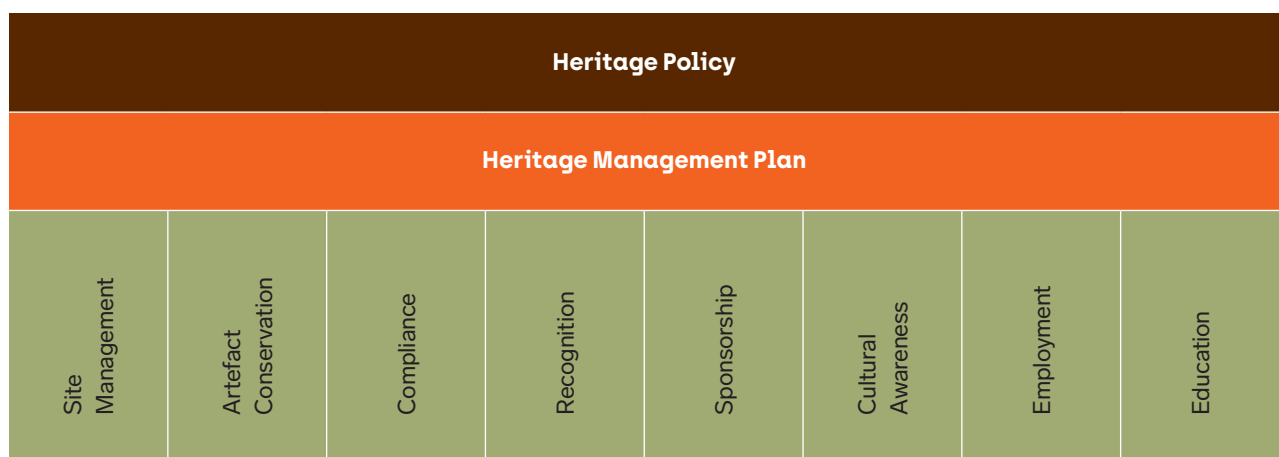 Heritage Policy
Heritage Management Plan
Site
Management
Artefact
Conservation
Compliance
Recognition
Sponsorship
Cultural
Awareness
Employment
Education